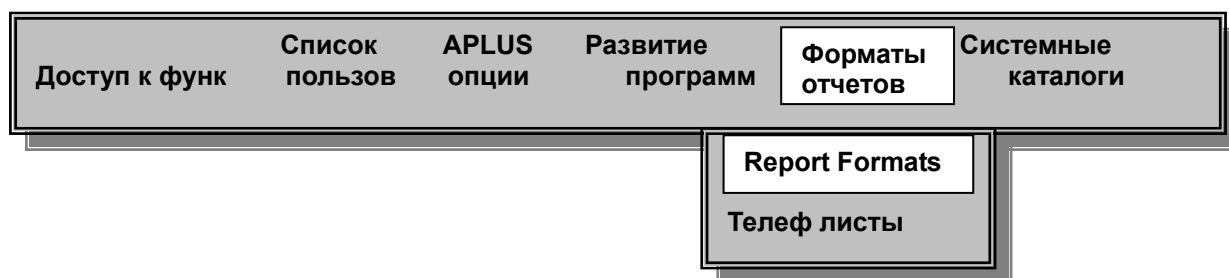 Доступ к функ
Список
пользов
APLUS
опции
Развитие
программ
Форматы
отчетов
Системные
каталоги
Report Formats
Телеф листы